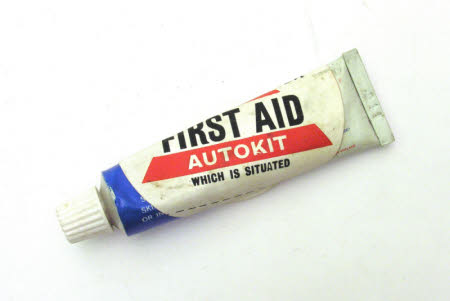 FIRST AID
AUTOKIT
WHICH IS SITUATED